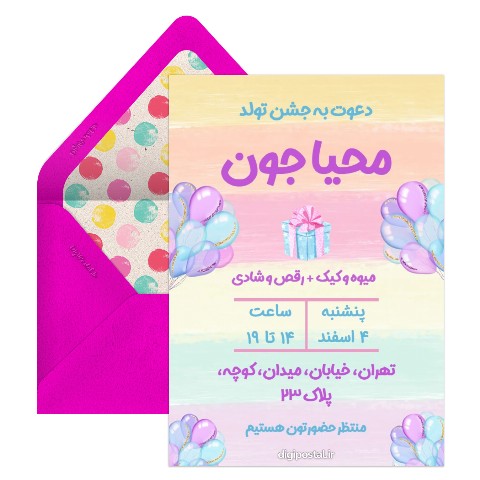 دعوت به جشن تولد
محیا جون
میوه و کیک + رقص و شادی
پنشنبه
۴ اسفند
ساعت
۱۴ تا ۱۹
تهران، خیابان، میدان، کوچه،
پلاک ۲۳
منتظر حضورتون هستیم
digipostal.ir